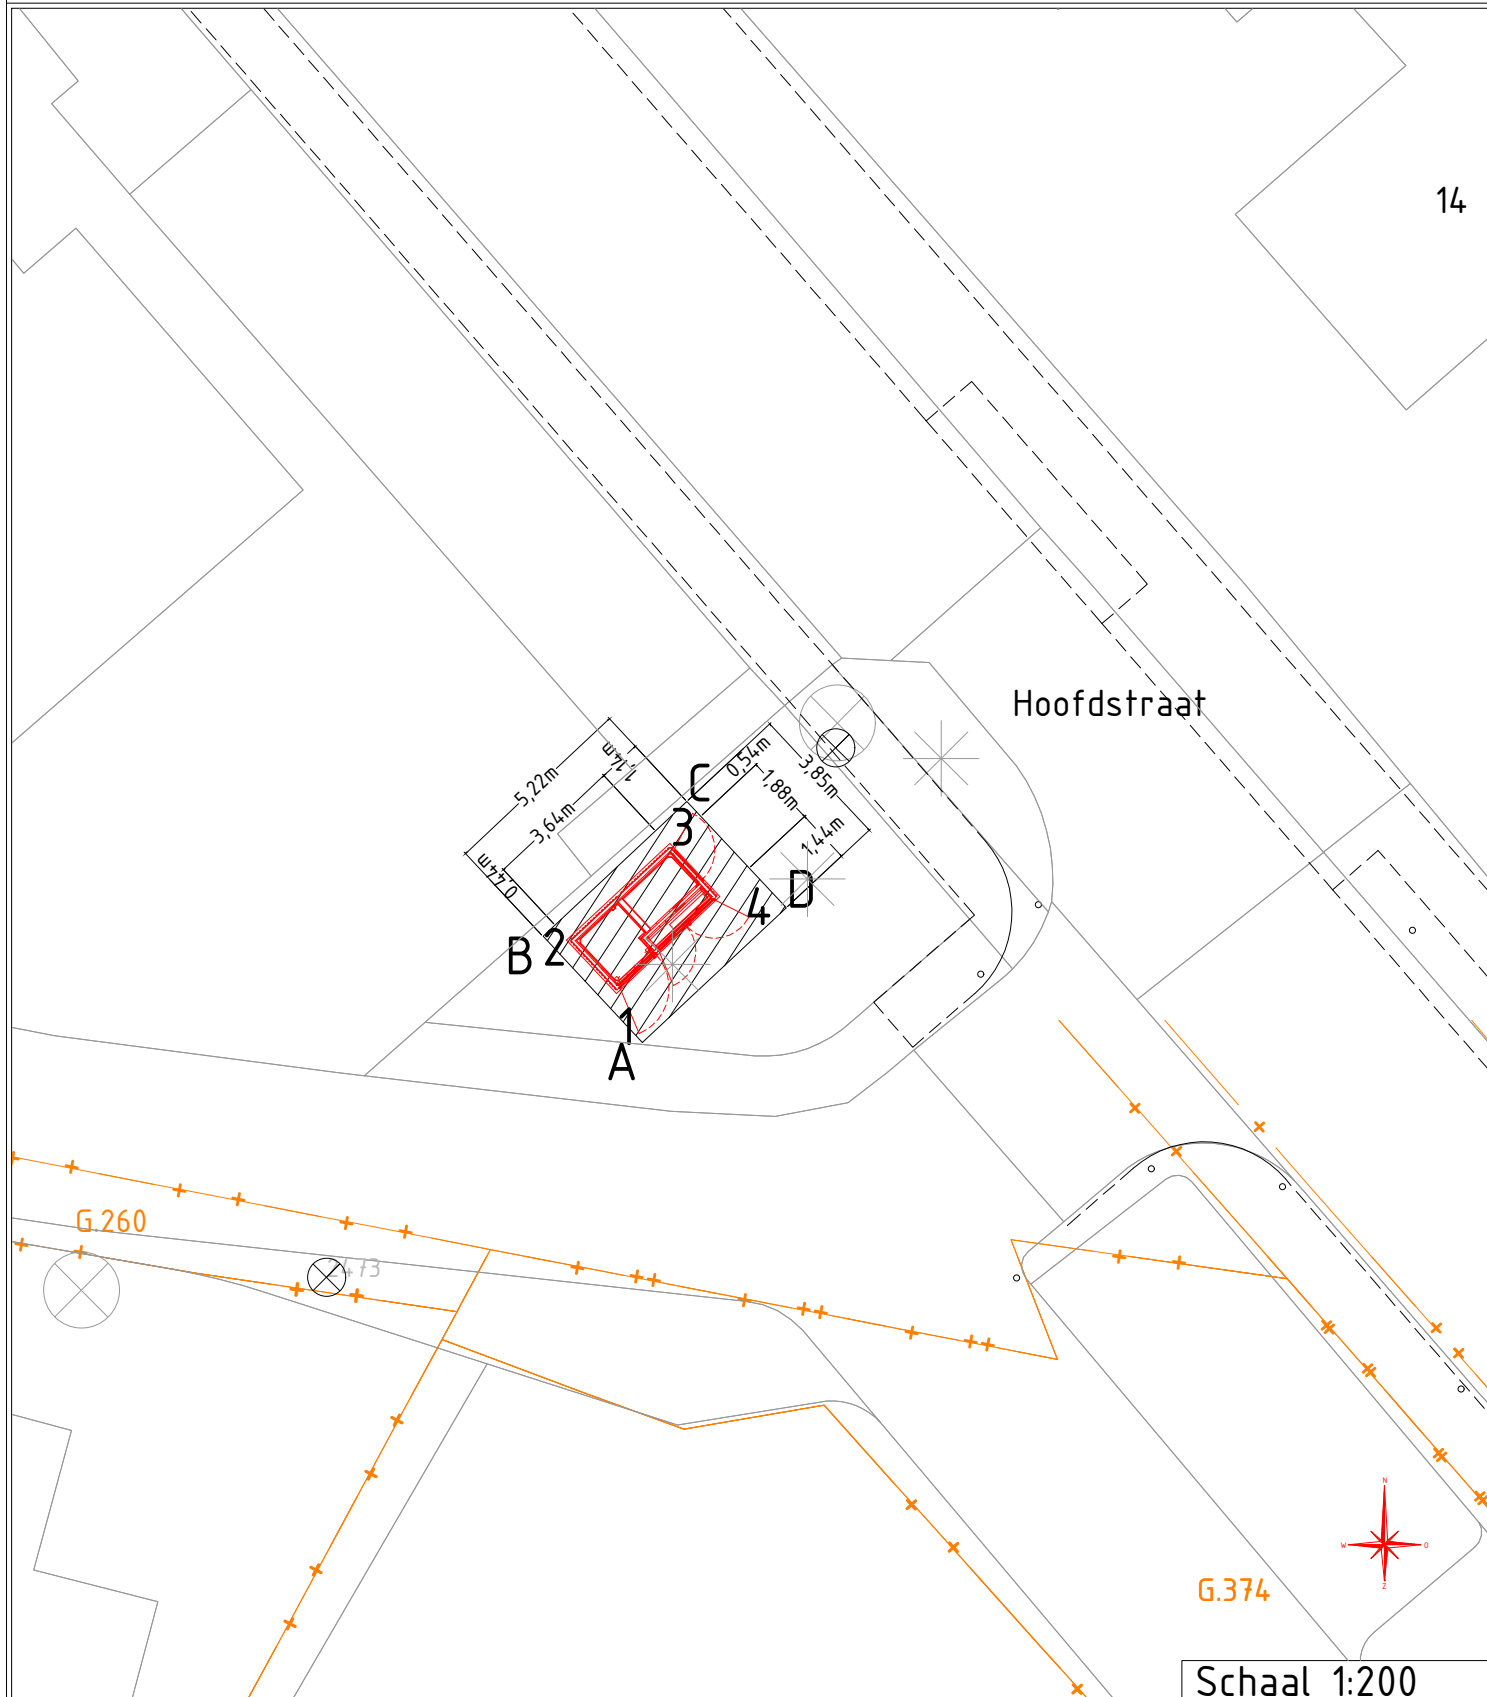 14
Hoofdstraat
C
0,54m
3,85m
1,14m
1,88m
5,22m
3
3,64m
1,44m
0,44m
4
D
B
2
1
A
G.260
2473
N
W
O
Z
G.374
Schaal 1:200